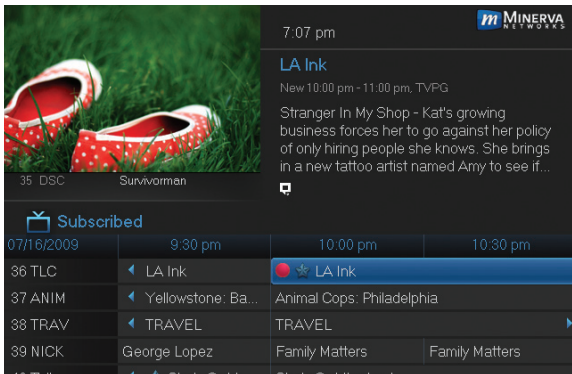 7:07 pm
MINERVA
NETWORKS
LA Ink
New 10:00 pm - 11:00 pm, TVPG
Stranger In My Shop - Kat's growing
business forces her to go against her policy
of only hiring people she knows. She brings
in a new tattoo artist named Amy to see if...
35 DSC Survivorman
Subscribed
07/16/2009 9:30 pm 10:00 pm 10:30 pm
36 TLC LA Ink LA Ink
37 ANIM Yellowstone: Ba... Animal Cops: Philadelphia
38 TRAV TRAVEL TRAVEL
39 NICK George Lopez Family Matters Family Matters